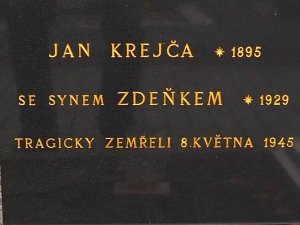 JAN KREJČA * 1895
SE SYNEM ZDEŇKEM * 1929
TRAGICKY ZEMŘELI 8.KVĚTNA 1945